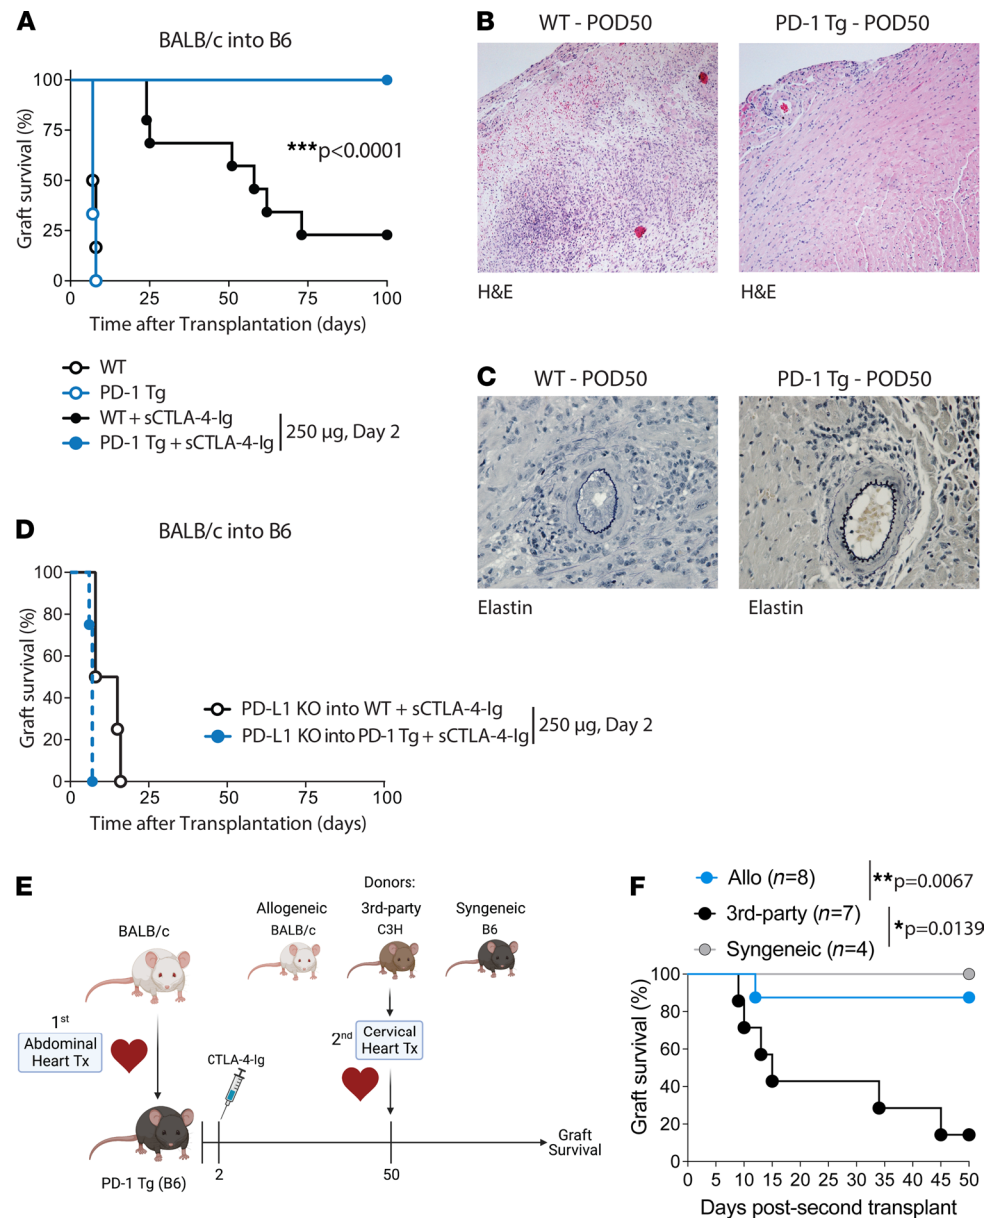 A
BALB/c into B6
Graft survival (%)
100
75
50
25
0
***p<0.0001
0 25 50 75 100
Time after Transplantation (days)
WT
PD-1 Tg
WT + sCTLA-4-Ig
PD-1 Tg + sCTLA-4-Ig
250 µg, Day 2
B
WT - POD50
PD-1 Tg - POD50
H&E
H&E
C
WT - POD50
PD-1 Tg - POD50
Elastin
Elastin
D
BALB/c into B6
Graft survival (%)
100
80
60
40
20
0
PD-L1 KO into WT + sCTLA-4-Ig
PD-L1 KO into PD-1 Tg + sCTLA-4-Ig
250 µg, Day 2
0 25 50 75 100
Time after Transplantation (days)
E
Donors:
Allogeneic
BALB/c
3rd-party
C3H
Syngeneic
B6
BALB/c
1st
Abdominal
Heart Tx
CTLA-4-Ig
2nd
Cervical
Heart Tx
PD-1 Tg (B6)
2
50
Graft
Survival
F
Allo (n=8)
3rd-party (n=7)
Syngeneic (n=4)
**p=0.0067
*p=0.0139
Graft survival (%)
100
80
60
40
20
0
0 5 10 15 20 25 30 35 40 45 50
Days post-second transplant